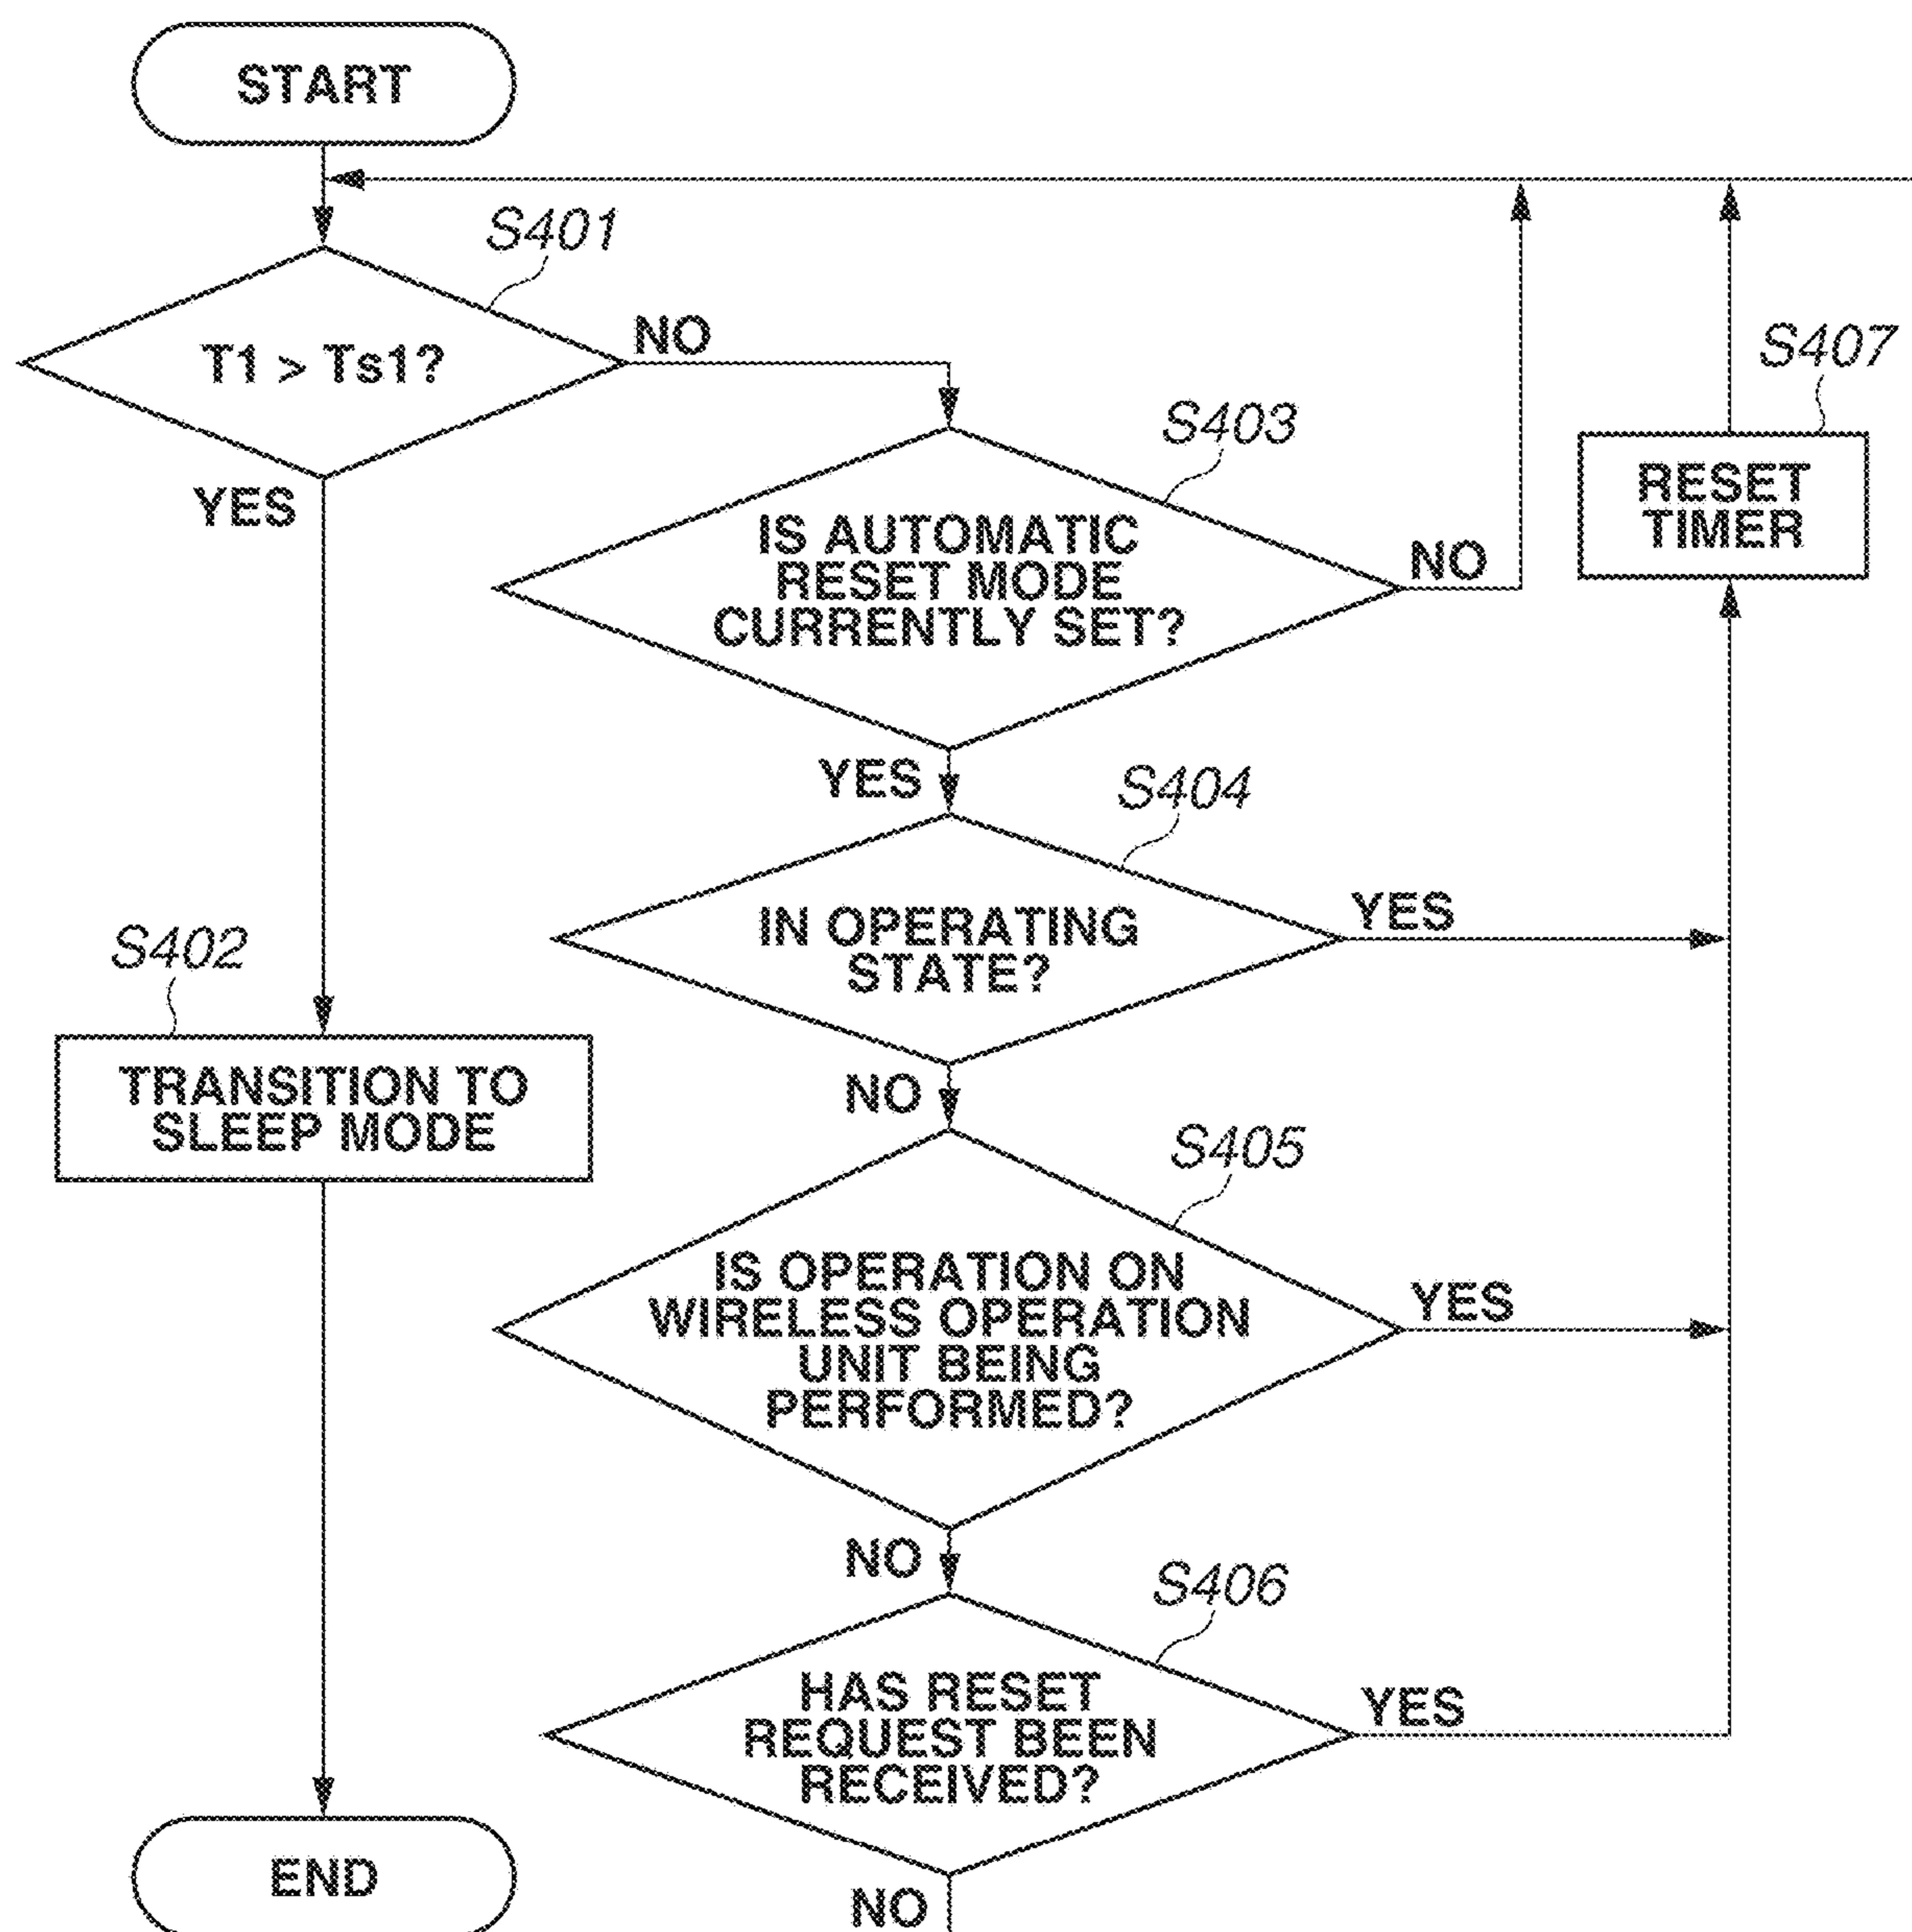 START
S401
T1 > Ts1?
NO
YES
S403
IS AUTOMATIC
RESET MODE
CURRENTLY SET?
NO
S407
RESET
TIMER
YES
S404
IN OPERATING
STATE?
YES
S402
TRANSITION TO
SLEEP MODE
NO
S405
IS OPERATION ON
WIRELESS OPERATION
UNIT BEING
PERFORMED?
YES
NO
S406
HAS RESET
REQUEST BEEN
RECEIVED?
YES
END
NO